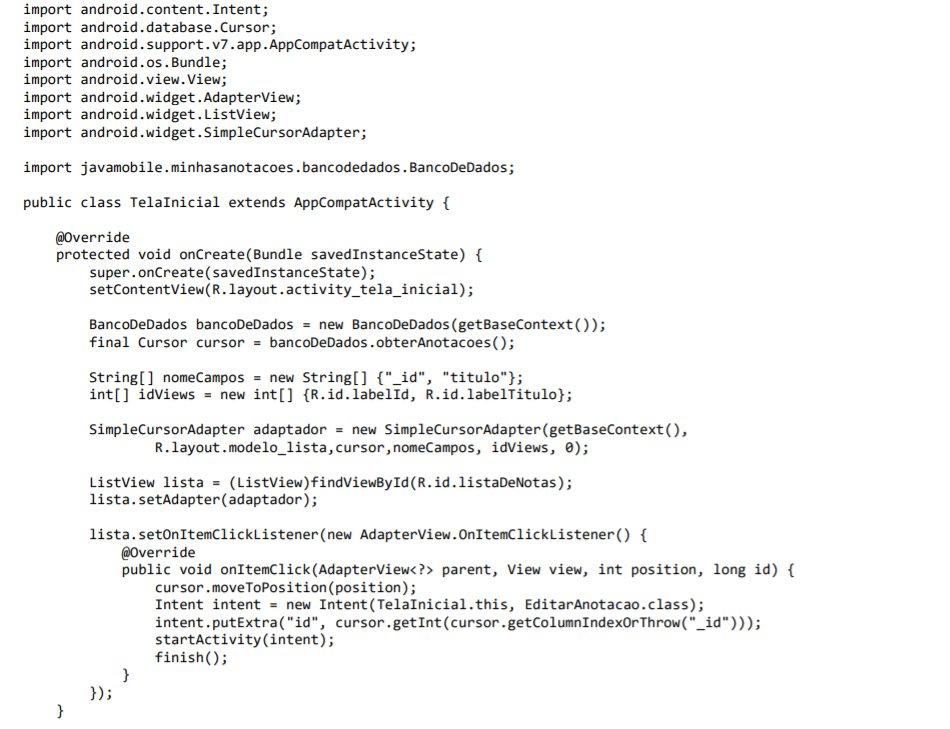 import android.content.Intent;
import android.database.Cursor;
import android.support.v7.app.AppCompatActivity;
import android.os.Bundle;
import android.view.View;
import android.widget.AdapterView;
import android.widget.ListView;
import android.widget.SimpleCursorAdapter;

import javamobile.minhasanotacoes.bancodedados.BancoDeDados;

public class TelaInicial extends AppCompatActivity {

    @Override
    protected void onCreate(Bundle savedInstanceState) {
        super.onCreate(savedInstanceState);
        setContentView(R.layout.activity_tela_inicial);

        BancoDeDados bancoDeDados = new BancoDeDados(getBaseContext());
        final Cursor cursor = bancoDeDados.obterAnotacoes();

        String[] nomeCampos = new String[] {"_id", "titulo"};
        int[] idViews = new int[] {R.id.labelId, R.id.labelTitulo};

        SimpleCursorAdapter adaptador = new SimpleCursorAdapter(getBaseContext(),
                R.layout.modelo_lista,cursor,nomeCampos, idViews, 0);

        ListView lista = (ListView)findViewById(R.id.listaDeNotas);
        lista.setAdapter(adaptador);

        lista.setOnItemClickListener(new AdapterView.OnItemClickListener() {
            @Override
            public void onItemClick(AdapterView<?> parent, View view, int position, long id) {
                cursor.moveToPosition(position);
                Intent intent = new Intent(TelaInicial.this, EditarAnotacao.class);
                intent.putExtra("id", cursor.getInt(cursor.getColumnIndexOrThrow("_id")));
                startActivity(intent);
                finish();
            }
        });
    }